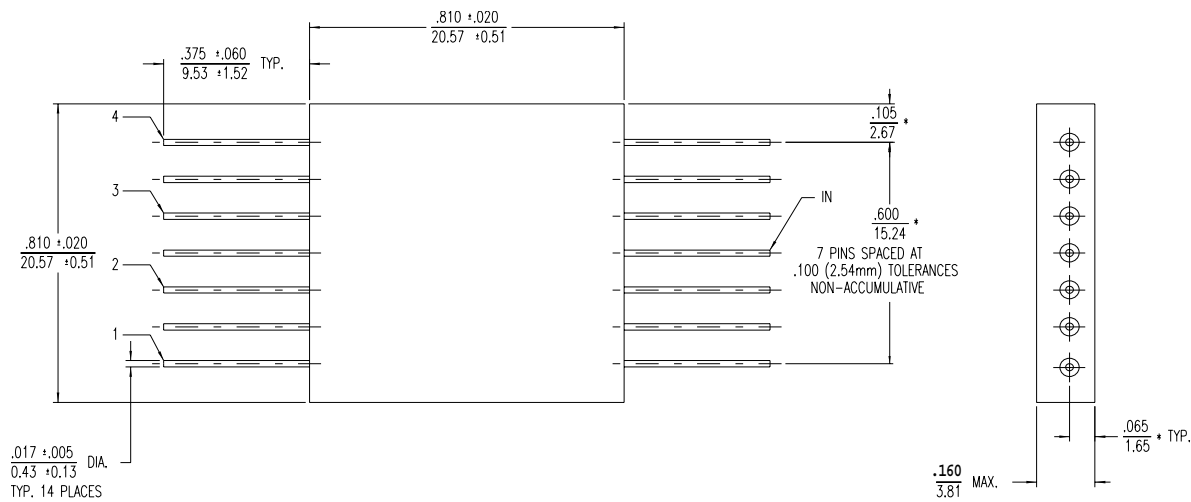 .810 ±.020
20.57 ±0.51
.375 ±.060 TYP.
9.53 ±1.52
4
.105 *
2.67
3
IN
.600 *
15.24
.810 ±.020
20.57 ±0.51
7 PINS SPACED AT
.100 (2.54mm) TOLERANCES
NON-ACCUMULATIVE
2
1
.065 * TYP.
1.65
.017 ±.005 DIA.
0.43 ±0.13
TYP. 14 PLACES
.160 MAX.
3.81